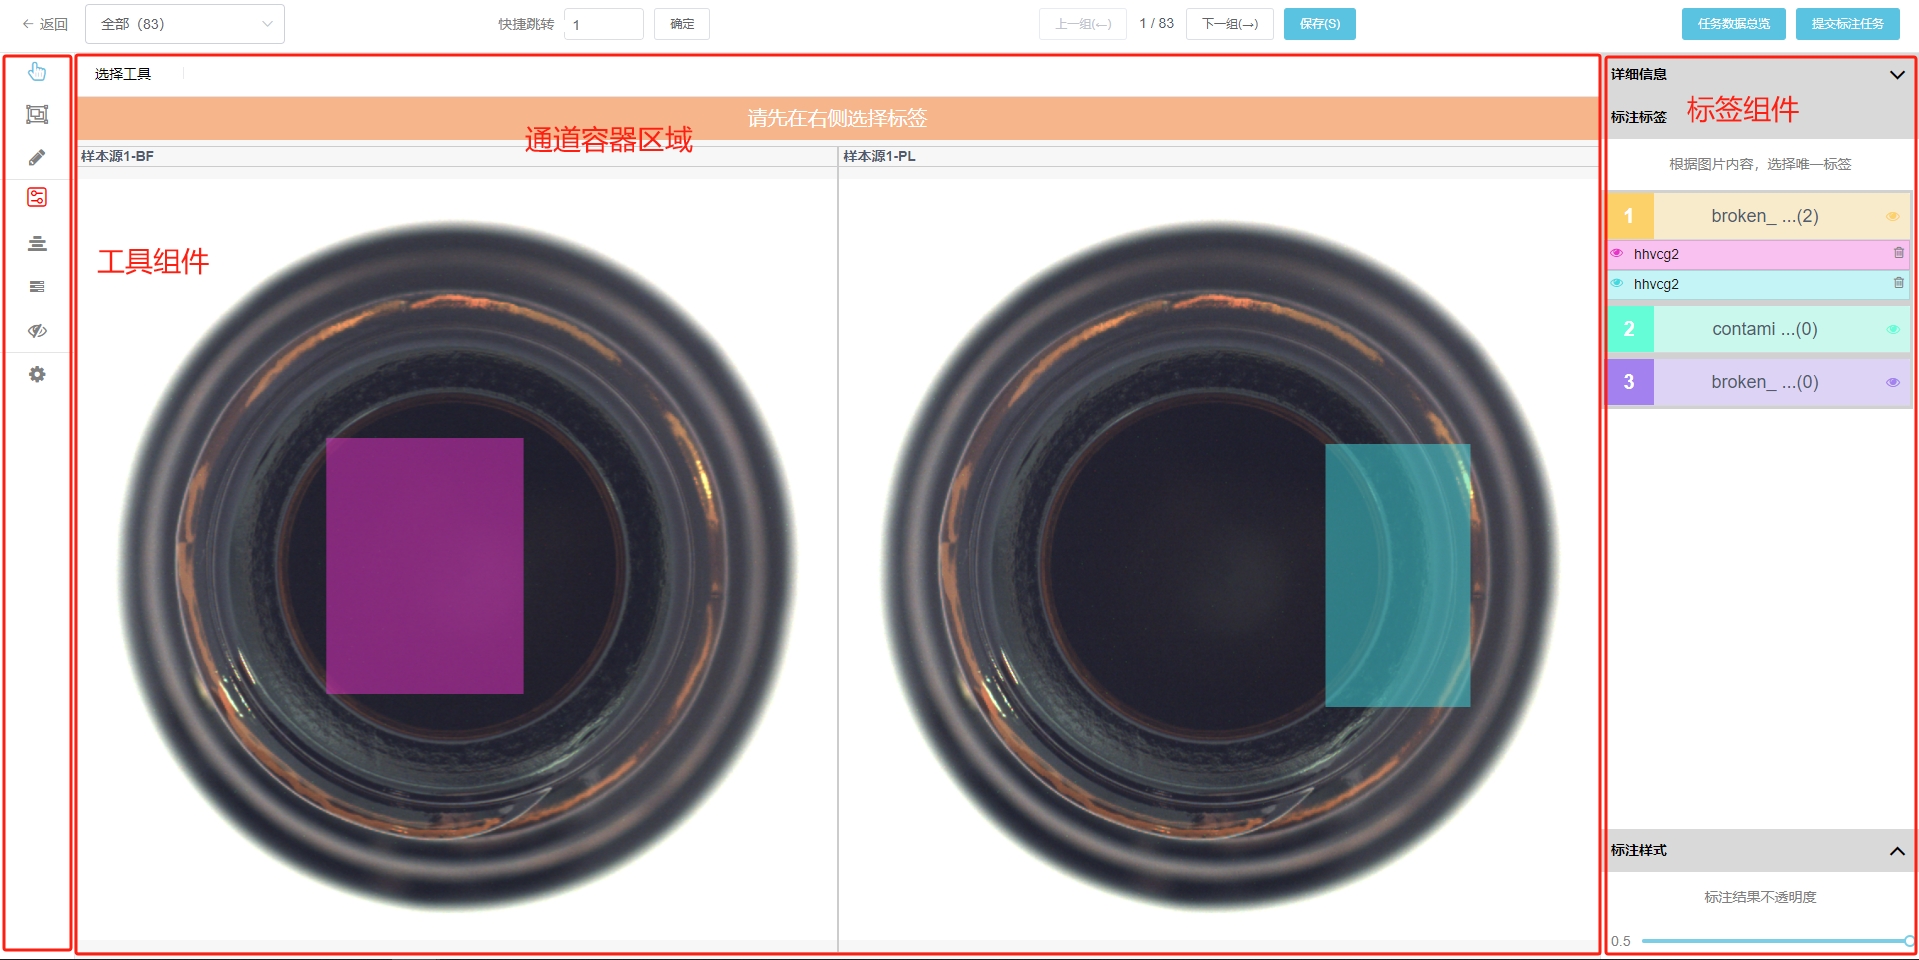 返回
全部（83）
快捷跳转
1
确定
上一组(←)
1 / 83
下一组(→)
保存(S)
任务数据总览
提交标注任务
选择工具
请先在右侧选择标签
通道容器区域
样本源1-BF
样本源1-PL
工具组件
详细信息
标注标签
标签组件
根据图片内容，选择唯一标签
1
broken_ ...(2)
hhvcg2
hhvcg2
2
contami ...(0)
3
broken_ ...(0)
标注样式
标注结果不透明度
0.5